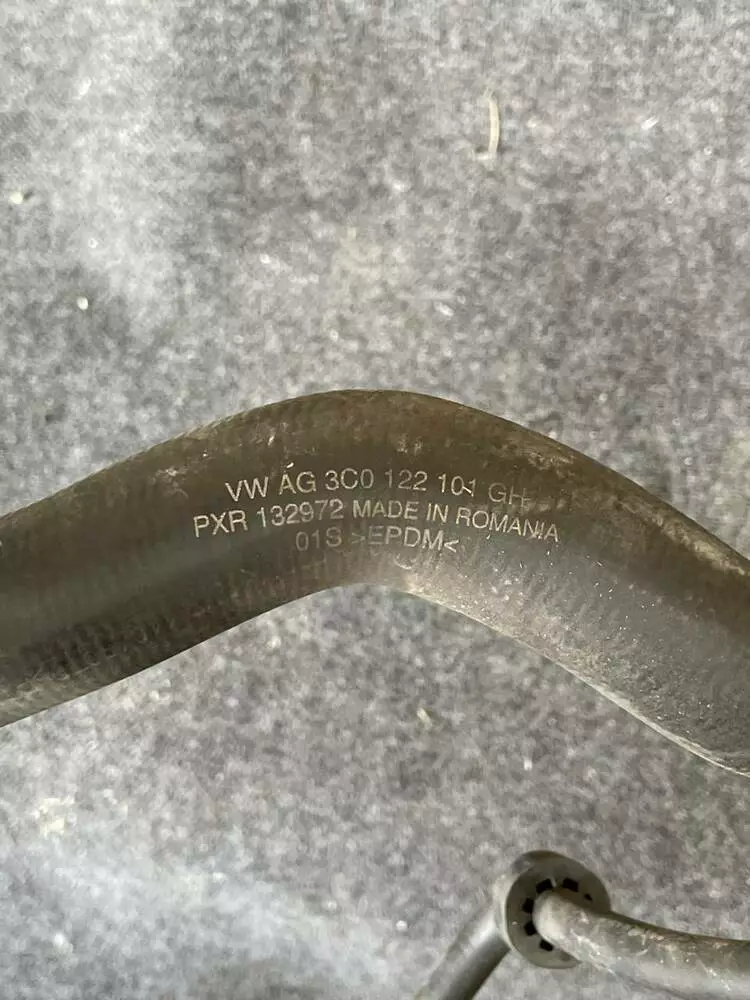 VW AG 3C0 122 101 GH
PXR 132972 MADE IN ROMANIA
01S >EPDM<